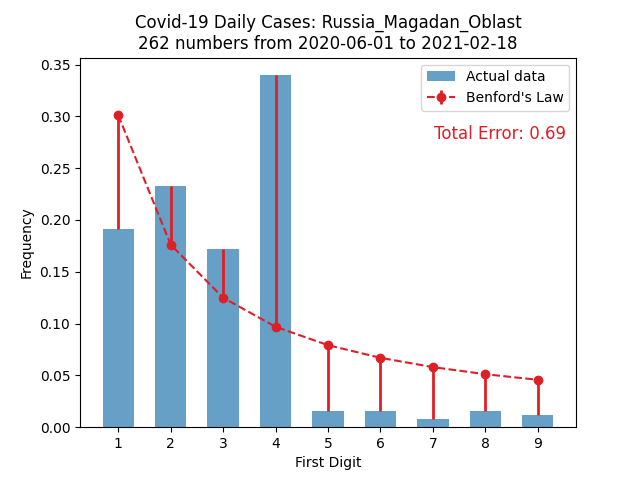 Covid-19 Daily Cases: Russia_Magadan_Oblast
262 numbers from 2020-06-01 to 2021-02-18
Actual data
Benford's Law
Total Error: 0.69
Frequency
0.35
0.30
0.25
0.20
0.15
0.10
0.05
0.00
1 2 3 4 5 6 7 8 9
First Digit